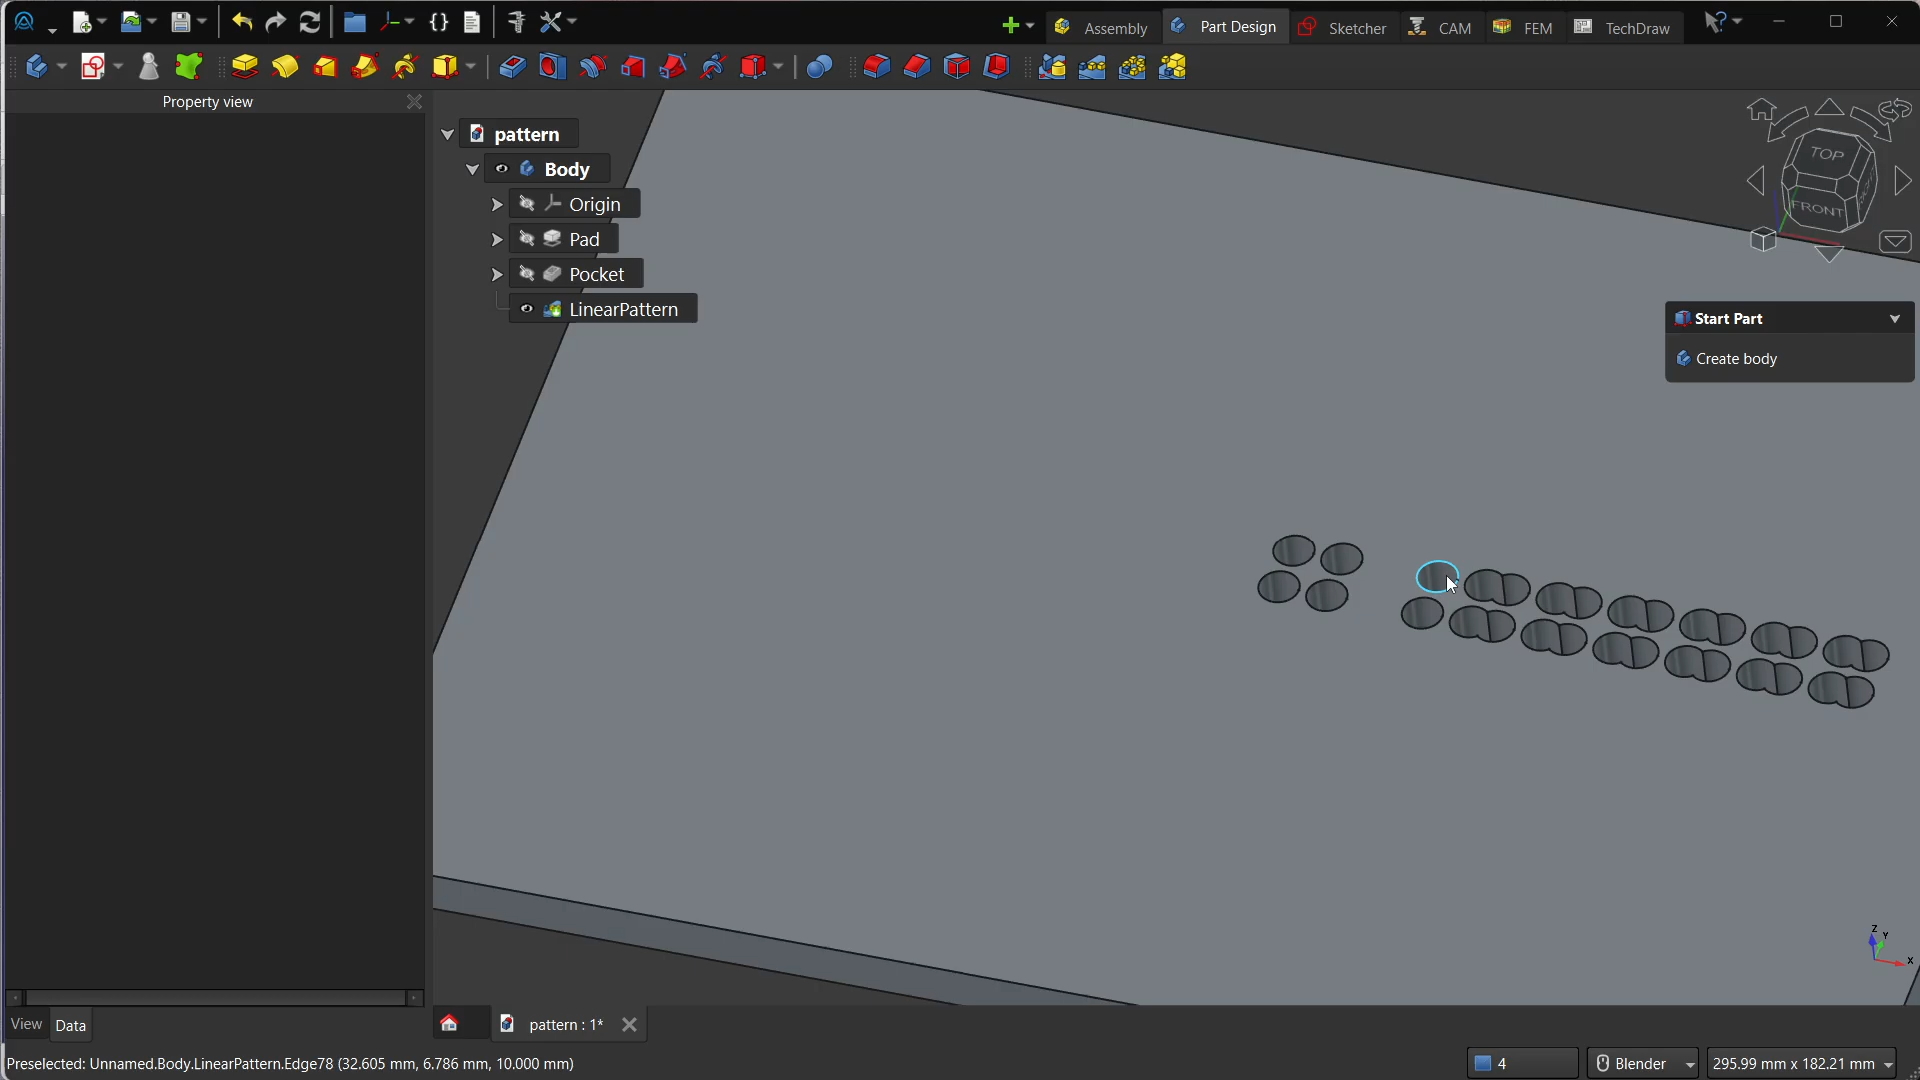 Assembly
Part Design
Sketcher
CAM
FEM
TechDraw
Property view
pattern
Body
Origin
Pad
Pocket
LinearPattern
TOP
FRONT
Start Part
Create body
Z
Y
X
View
Data
pattern : 1*
Preselected: Unnamed.Body.LinearPattern.Edge78 (32.605 mm, 6.786 mm, 10.000 mm)
4
Blender
295.99 mm x 182.21 mm